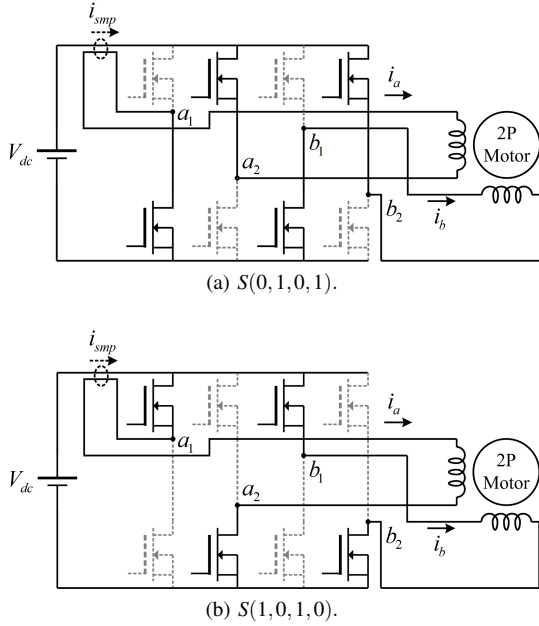 i_smp
i_a
a_1
2P
Motor
b_1
V_dc
a_2
b_2
i_b
(a) S(0, 1, 0, 1).
i_smp
i_a
a_1
2P
Motor
b_1
V_dc
a_2
b_2
i_b
(b) S(1, 0, 1, 0).